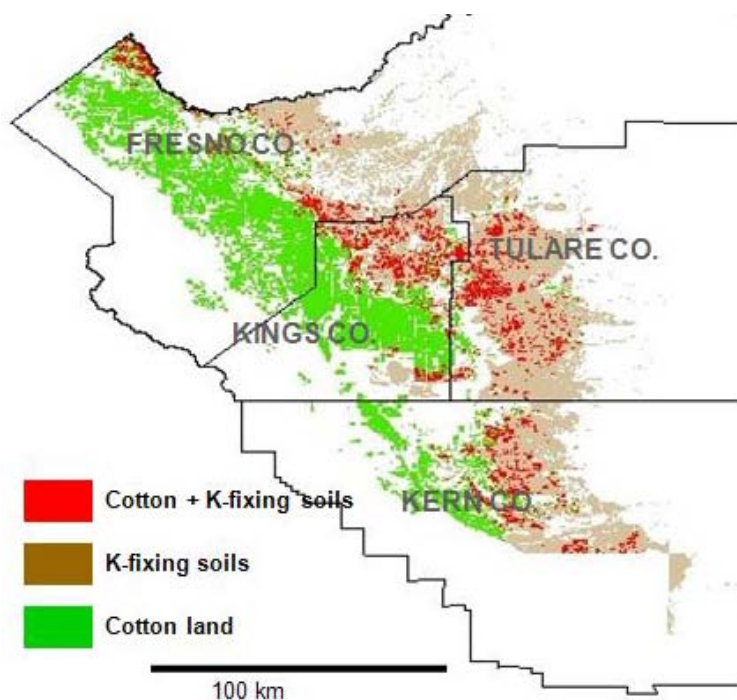 FRESNO CO.
TULARE CO.
KINGS CO.
KERN CO.
Cotton + K-fixing soils
K-fixing soils
Cotton land
100 km